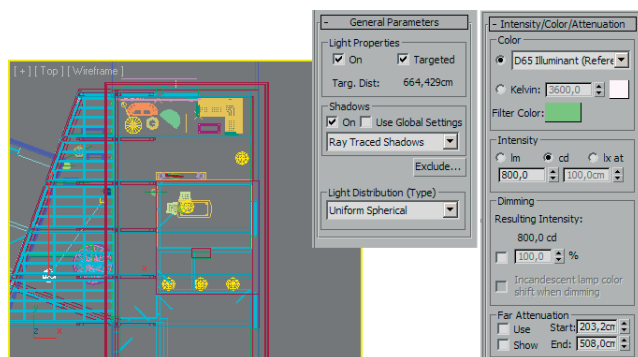 [ + ] [ Top ] [ Wireframe ]
General Parameters
Light Properties
On
Targeted
Targ. Dist:
664,429cm
Shadows
On
Use Global Settings
Ray Traced Shadows
Exclude...
Light Distribution (Type)
Uniform Spherical
Intensity/Color/Attenuation
Color
D65 Illuminant (Refere
Kelvin:
3600,0
Filter Color:
Intensity
lm
cd
lx at
800,0
100,0cm
Dimming
Resulting Intensity:
800,0 cd
100,0
%
Incandescent lamp color
shift when dimming
Far Attenuation
Use
Start:
203,2cm
Show
End:
508,0cm